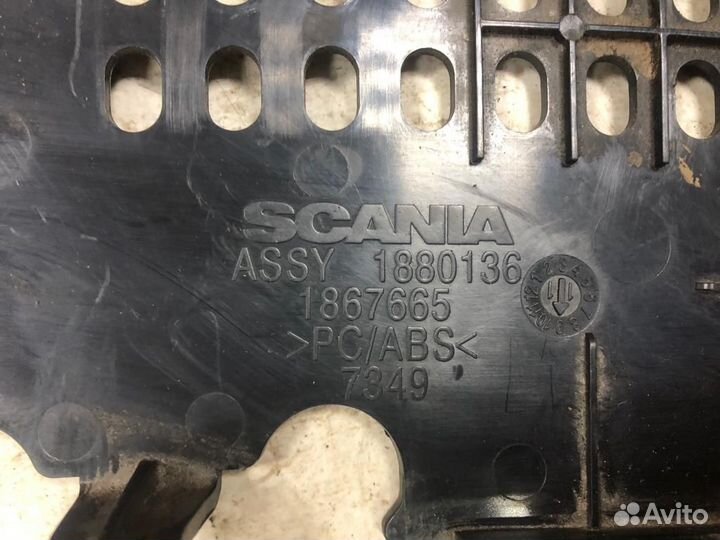 SCANIA
ASSY 1880136
1867665
>PC/ABS<
7349
Avito